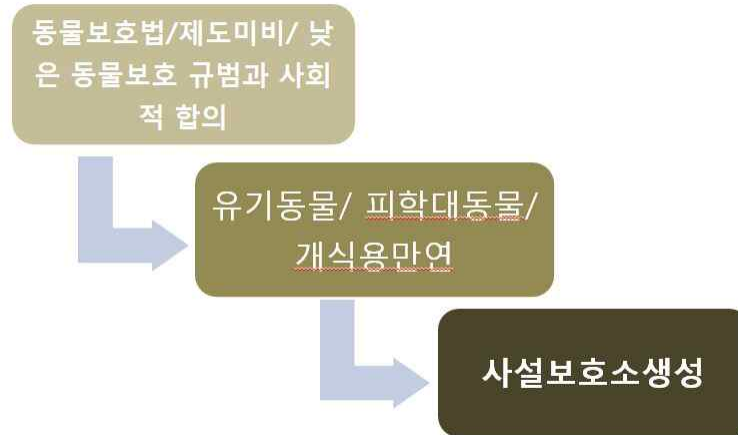 동물보호법/제도미비/ 낮
은 동물보호 규범과 사회
적 합의
유기동물/ 피학대동물/
개식용만연
사설보호소생성